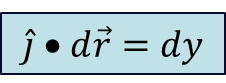 ĵ • dr⃗ = dy